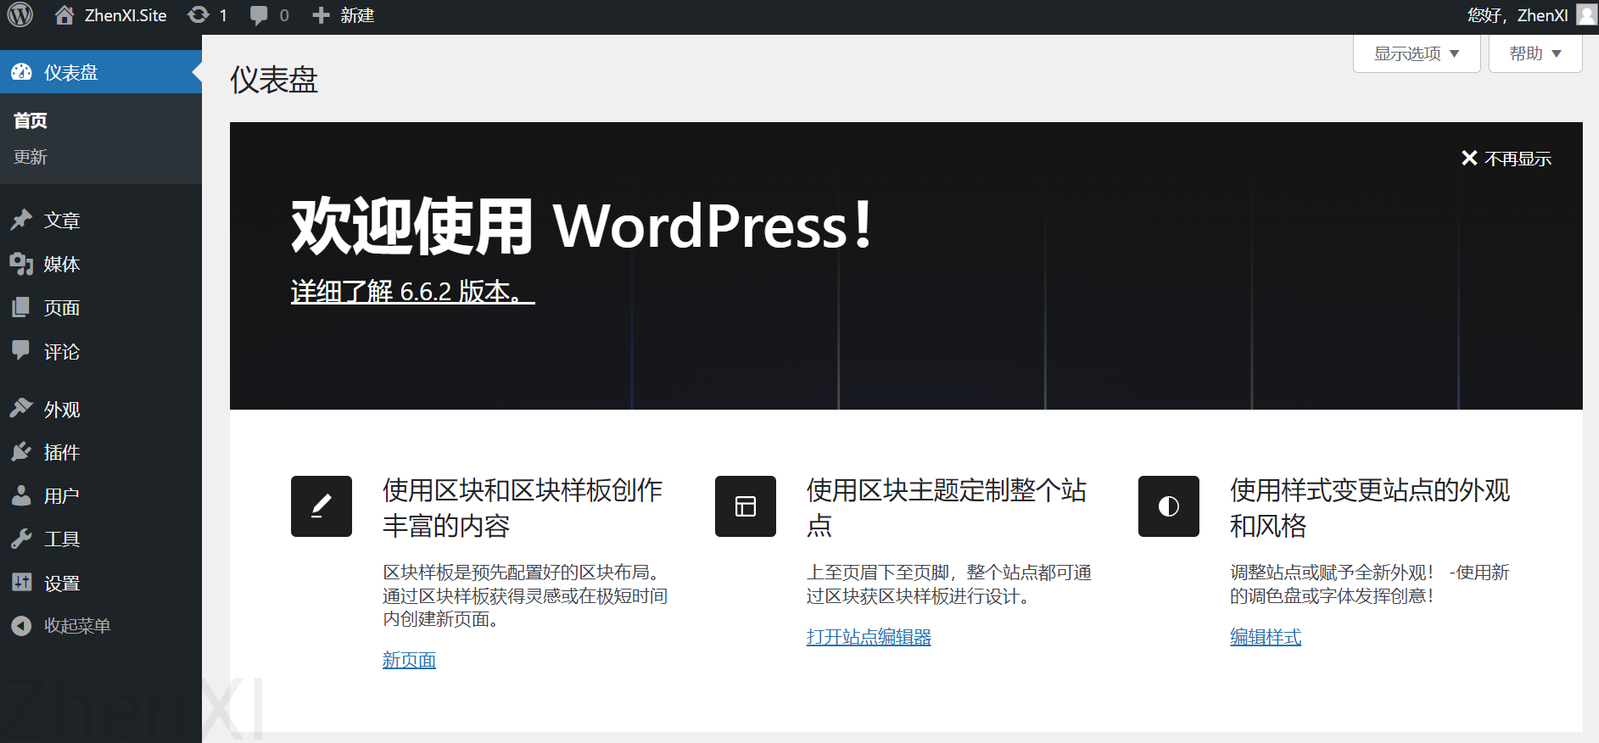 ZhenXI.Site 1 0 新建 您好，ZhenXI
显示选项 帮助
仪表盘
首页
更新
文章
媒体
页面
评论
外观
插件
用户
工具
设置
收起菜单
仪表盘
不再显示
欢迎使用 WordPress！
详细了解 6.6.2 版本。
使用区块和区块样板创作
丰富的内容
区块样板是预先配置好的区块布局。
通过区块样板获得灵感或在极短时间
内创建新页面。
新页面
使用区块主题定制整个站
点
上至页眉下至页脚，整个站点都可通
过区块获区块样板进行设计。
打开站点编辑器
使用样式变更站点的外观
和风格
调整站点或赋予全新外观！ -使用新
的调色盘或字体发挥创意！
编辑样式
ZhenXI